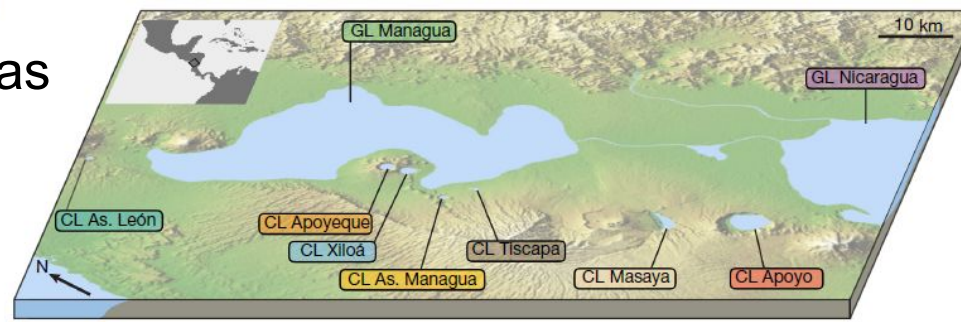 as
GL Managua
10 km
GL Nicaragua
CL As. León
CL Apoyeque
CL Xiloá
CL Tiscapa
CL As. Managua
CL Masaya
CL Apoyo
N